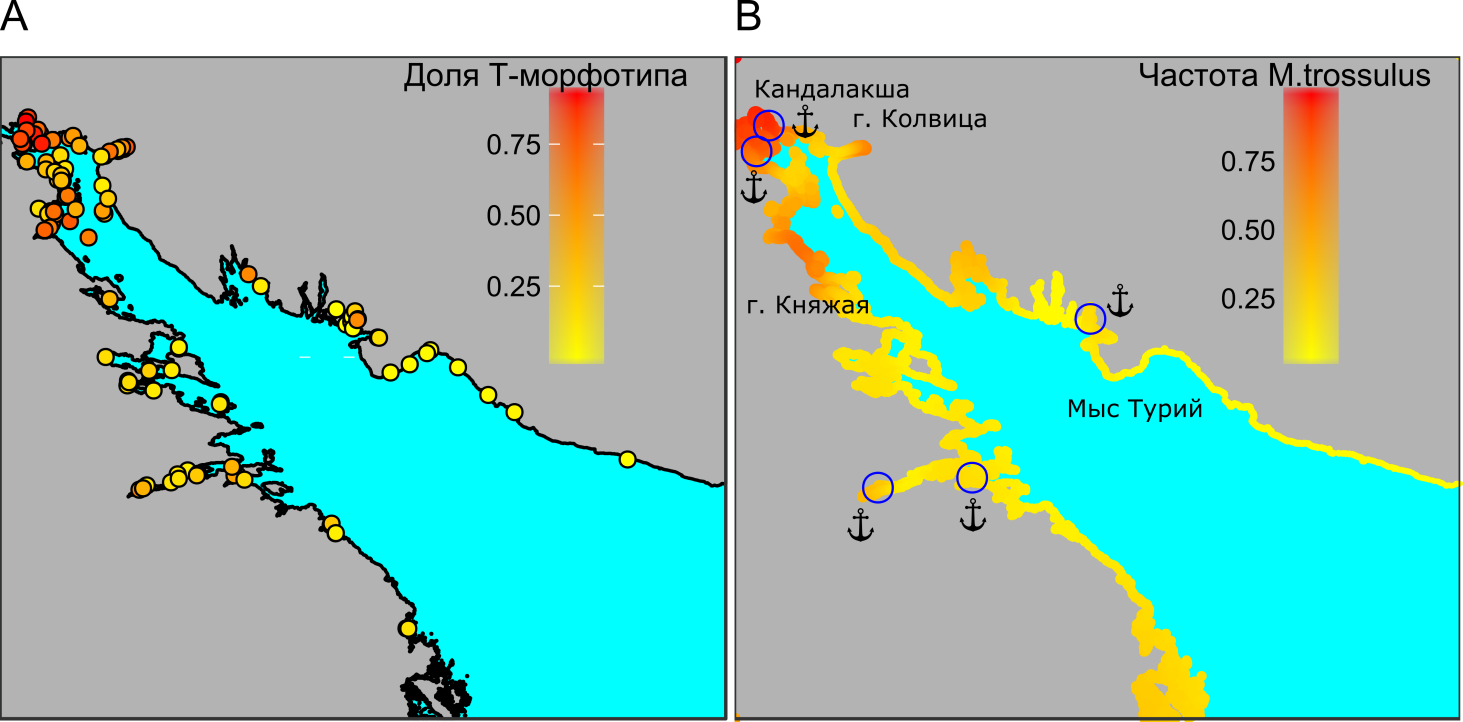 A
Доля Т-морфотипа
0.75
0.50
0.25
B
Частота M.trossulus
Кандалакша
г. Колвица
0.75
0.50
0.25
г. Княжая
Мыс Турий